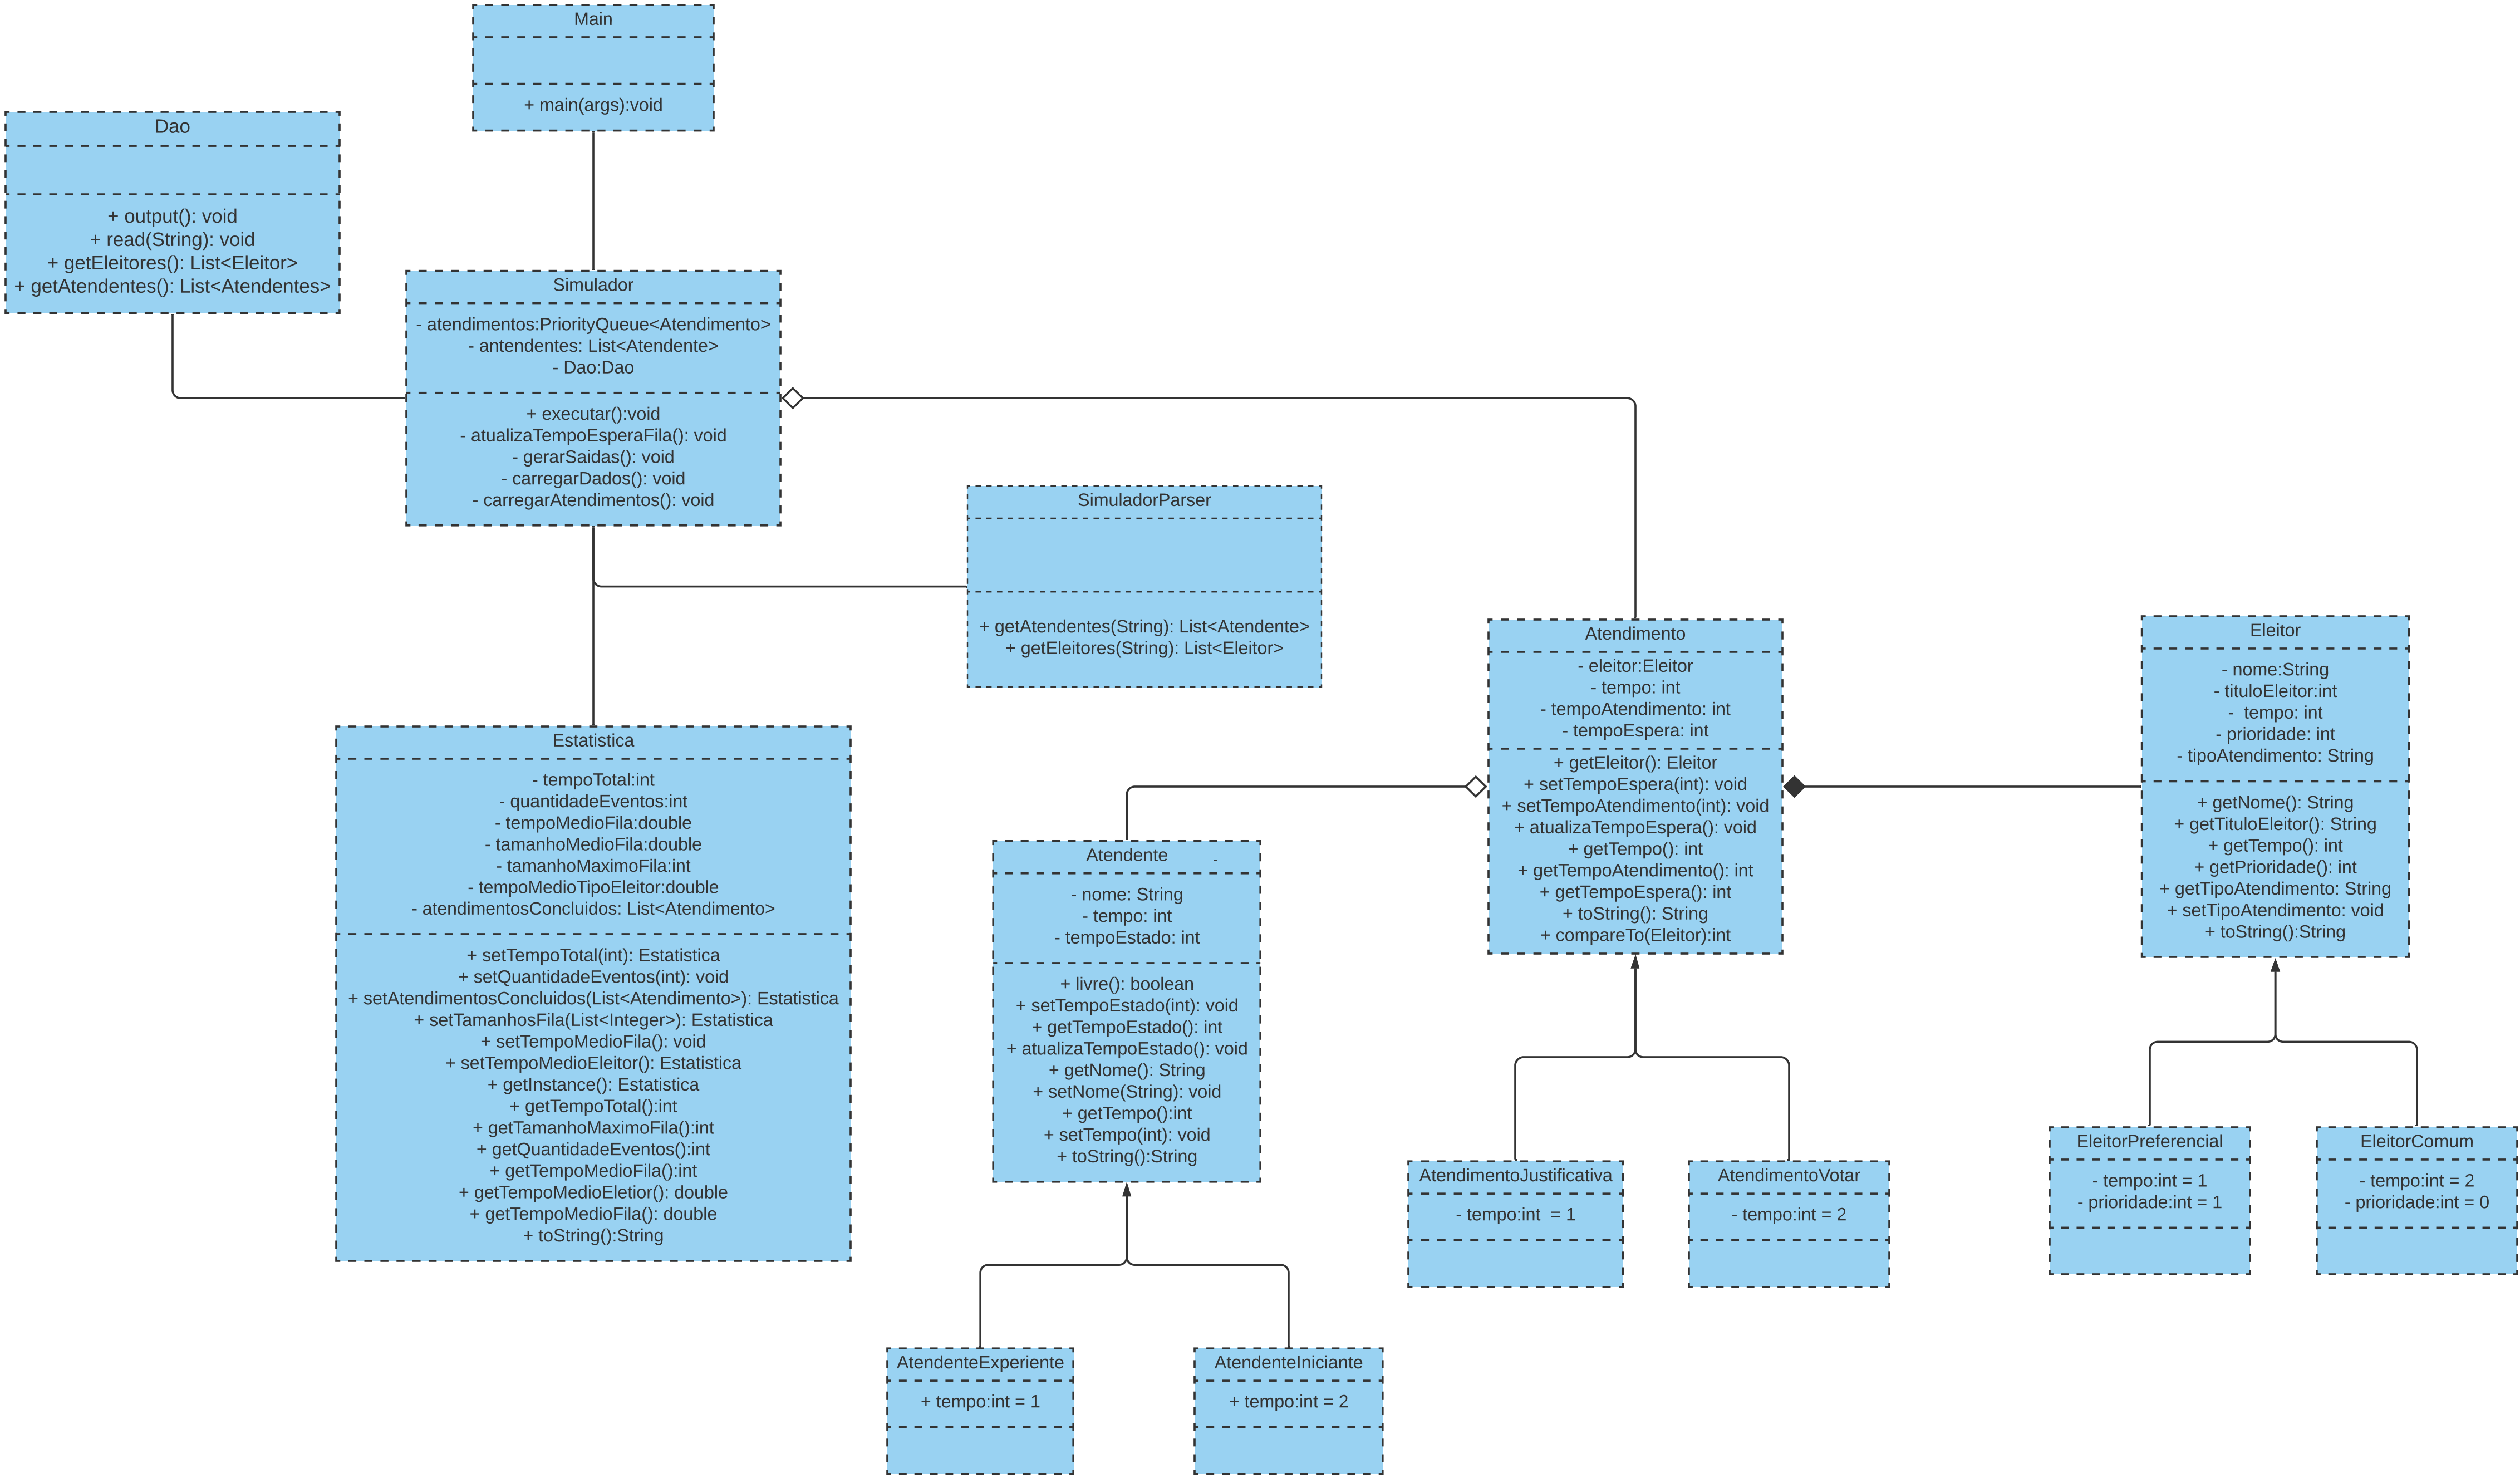 Main
+ main(args):void
Dao
+ output(): void
+ read(String): void
+ getEleitores(): List<Eleitor>
+ getAtendentes(): List<Atendentes>
Simulador
- atendimentos:PriorityQueue<Atendimento>
- antendentes: List<Atendente>
- Dao:Dao
+ executar():void
- atualizaTempoEsperaFila(): void
- gerarSaidas(): void
- carregarDados(): void
- carregarAtendimentos(): void
SimuladorParser
+ getAtendentes(String): List<Atendente>
+ getEleitores(String): List<Eleitor>
Estatistica
- tempoTotal:int
- quantidadeEventos:int
- tempoMedioFila:double
- tamanhoMedioFila:double
- tamanhoMaximoFila:int
- tempoMedioTipoEleitor:double
- atendimentosConcluidos: List<Atendimento>
+ setTempoTotal(int): Estatistica
+ setQuantidadeEventos(int): void
+ setAtendimentosConcluidos(List<Atendimento>): Estatistica
+ setTamanhosFila(List<Integer>): Estatistica
+ setTempoMedioFila(): void
+ setTempoMedioEleitor(): Estatistica
+ getInstance(): Estatistica
+ getTempoTotal():int
+ getTamanhoMaximoFila():int
+ getQuantidadeEventos():int
+ getTempoMedioFila():int
+ getTempoMedioEletior(): double
+ getTempoMedioFila(): double
+ toString():String
Atendente -
- nome: String
- tempo: int
- tempoEstado: int
+ livre(): boolean
+ setTempoEstado(int): void
+ getTempoEstado(): int
+ atualizaTempoEstado(): void
+ getNome(): String
+ setNome(String): void
+ getTempo():int
+ setTempo(int): void
+ toString():String
AtendenteExperiente
+ tempo:int = 1
AtendenteIniciante
+ tempo:int = 2
Atendimento
- eleitor:Eleitor
- tempo: int
- tempoAtendimento: int
- tempoEspera: int
+ getEleitor(): Eleitor
+ setTempoEspera(int): void
+ setTempoAtendimento(int): void
+ atualizaTempoEspera(): void
+ getTempo(): int
+ getTempoAtendimento(): int
+ getTempoEspera(): int
+ toString(): String
+ compareTo(Eleitor):int
AtendimentoJustificativa
- tempo:int  = 1
AtendimentoVotar
- tempo:int = 2
Eleitor
- nome:String
- tituloEleitor:int
-  tempo: int
- prioridade: int
- tipoAtendimento: String
+ getNome(): String
+ getTituloEleitor(): String
+ getTempo(): int
+ getPrioridade(): int
+ getTipoAtendimento: String
+ setTipoAtendimento: void
+ toString():String
EleitorPreferencial
- tempo:int = 1
- prioridade:int = 1
EleitorComum
- tempo:int = 2
- prioridade:int = 0